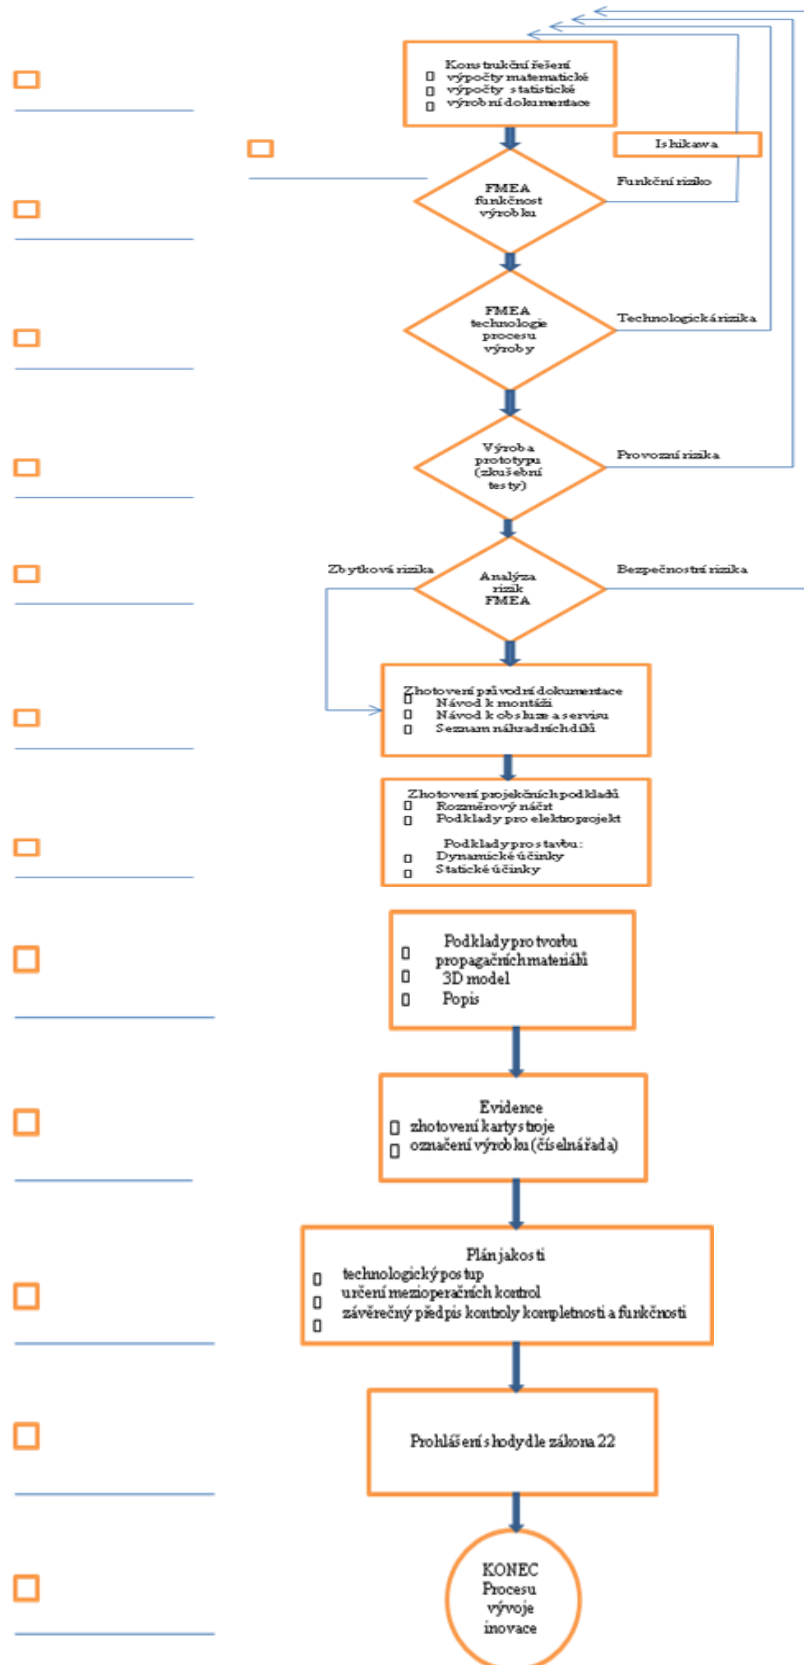 Konstrukční řešení
výpočty matematické
výpočty statistické
výrobní dokumentace
Ishikawa
FMEA
funkčnost
výrobku
Funkční riziko
FMEA
technologie
procesu
výroby
Technologická rizika
Výroba
prototypu
(zkušební
testy)
Provozní rizika
Zbytková rizika
Analýza
rizik
FMEA
Bezpečnostní rizika
Zhotovení průvodní dokumentace
Návod k montáži
Návod k obsluze a servisu
Seznam náhradních dílů
Zhotovení projekčních podkladů
Rozměrový náčrt
Podklady pro elektroprojekt
Podklady pro stavbu:
Dynamické účinky
Statické účinky
Podklady pro tvorbu
propagačních materiálů
3D model
Popis
Evidence
zhotovení karty stroje
označení výrobku (číselná řada)
Plán jakosti
technologický postup
určení mezioperačních kontrol
závěrečný předpis kontroly kompletnosti a funkčnosti
Prohlášení shody dle zákona 22
KONEC
Procesu
vývoje
inovace